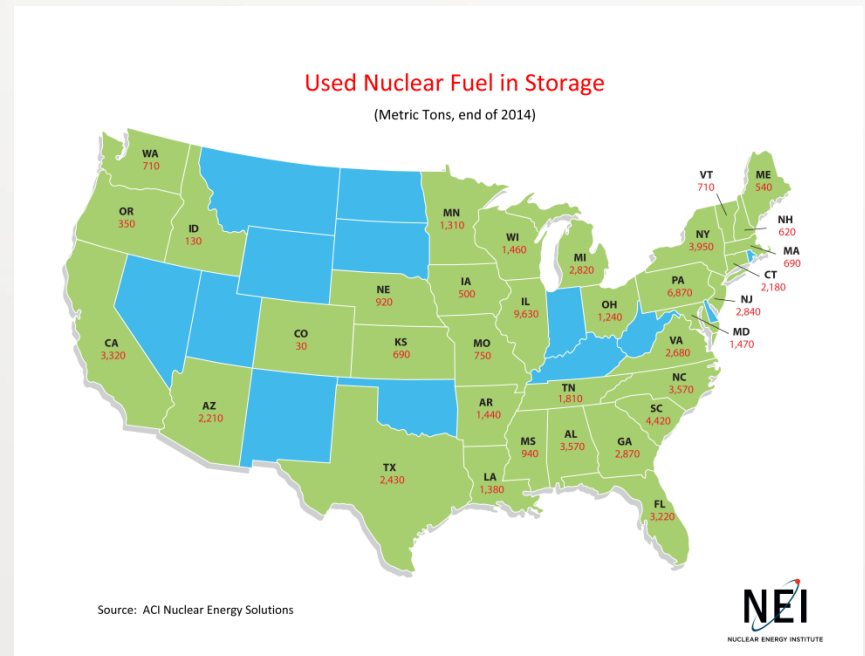 Used Nuclear Fuel in Storage
(Metric Tons, end of 2014)
WA
710
OR
350
ID
130
MN
1,310
WI
1,460
MI
2,820
VT
710
ME
540
NH
620
NY
3,950
MA
690
CT
2,180
NE
920
IA
500
IL
9,630
OH
1,240
PA
6,870
NJ
2,840
MD
1,470
CA
3,320
CO
30
KS
690
MO
750
VA
2,680
NC
3,570
AZ
2,210
AR
1,440
TN
1,810
SC
4,420
MS
940
AL
3,570
GA
2,870
TX
2,430
LA
1,380
FL
3,220
Source: ACI Nuclear Energy Solutions
NEI
NUCLEAR ENERGY INSTITUTE